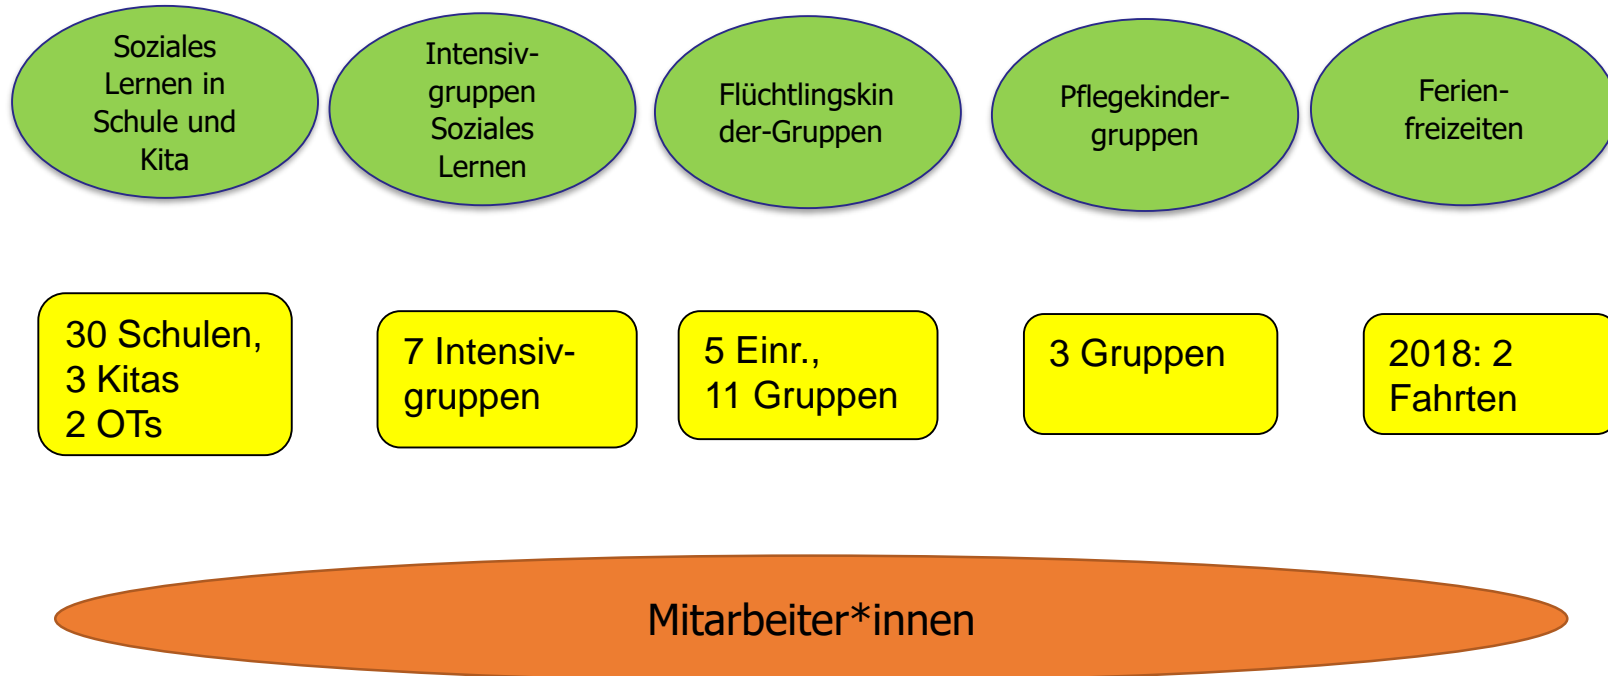 Soziales
Lernen in
Schule und
Kita
Intensiv-
gruppen
Soziales
Lernen
Flüchtlingskin
der-Gruppen
Pflegekinder-
gruppen
Ferien-
freizeiten
30 Schulen,
3 Kitas
2 OTs
7 Intensiv-
gruppen
5 Einr.,
11 Gruppen
3 Gruppen
2018: 2
Fahrten
Mitarbeiter*innen